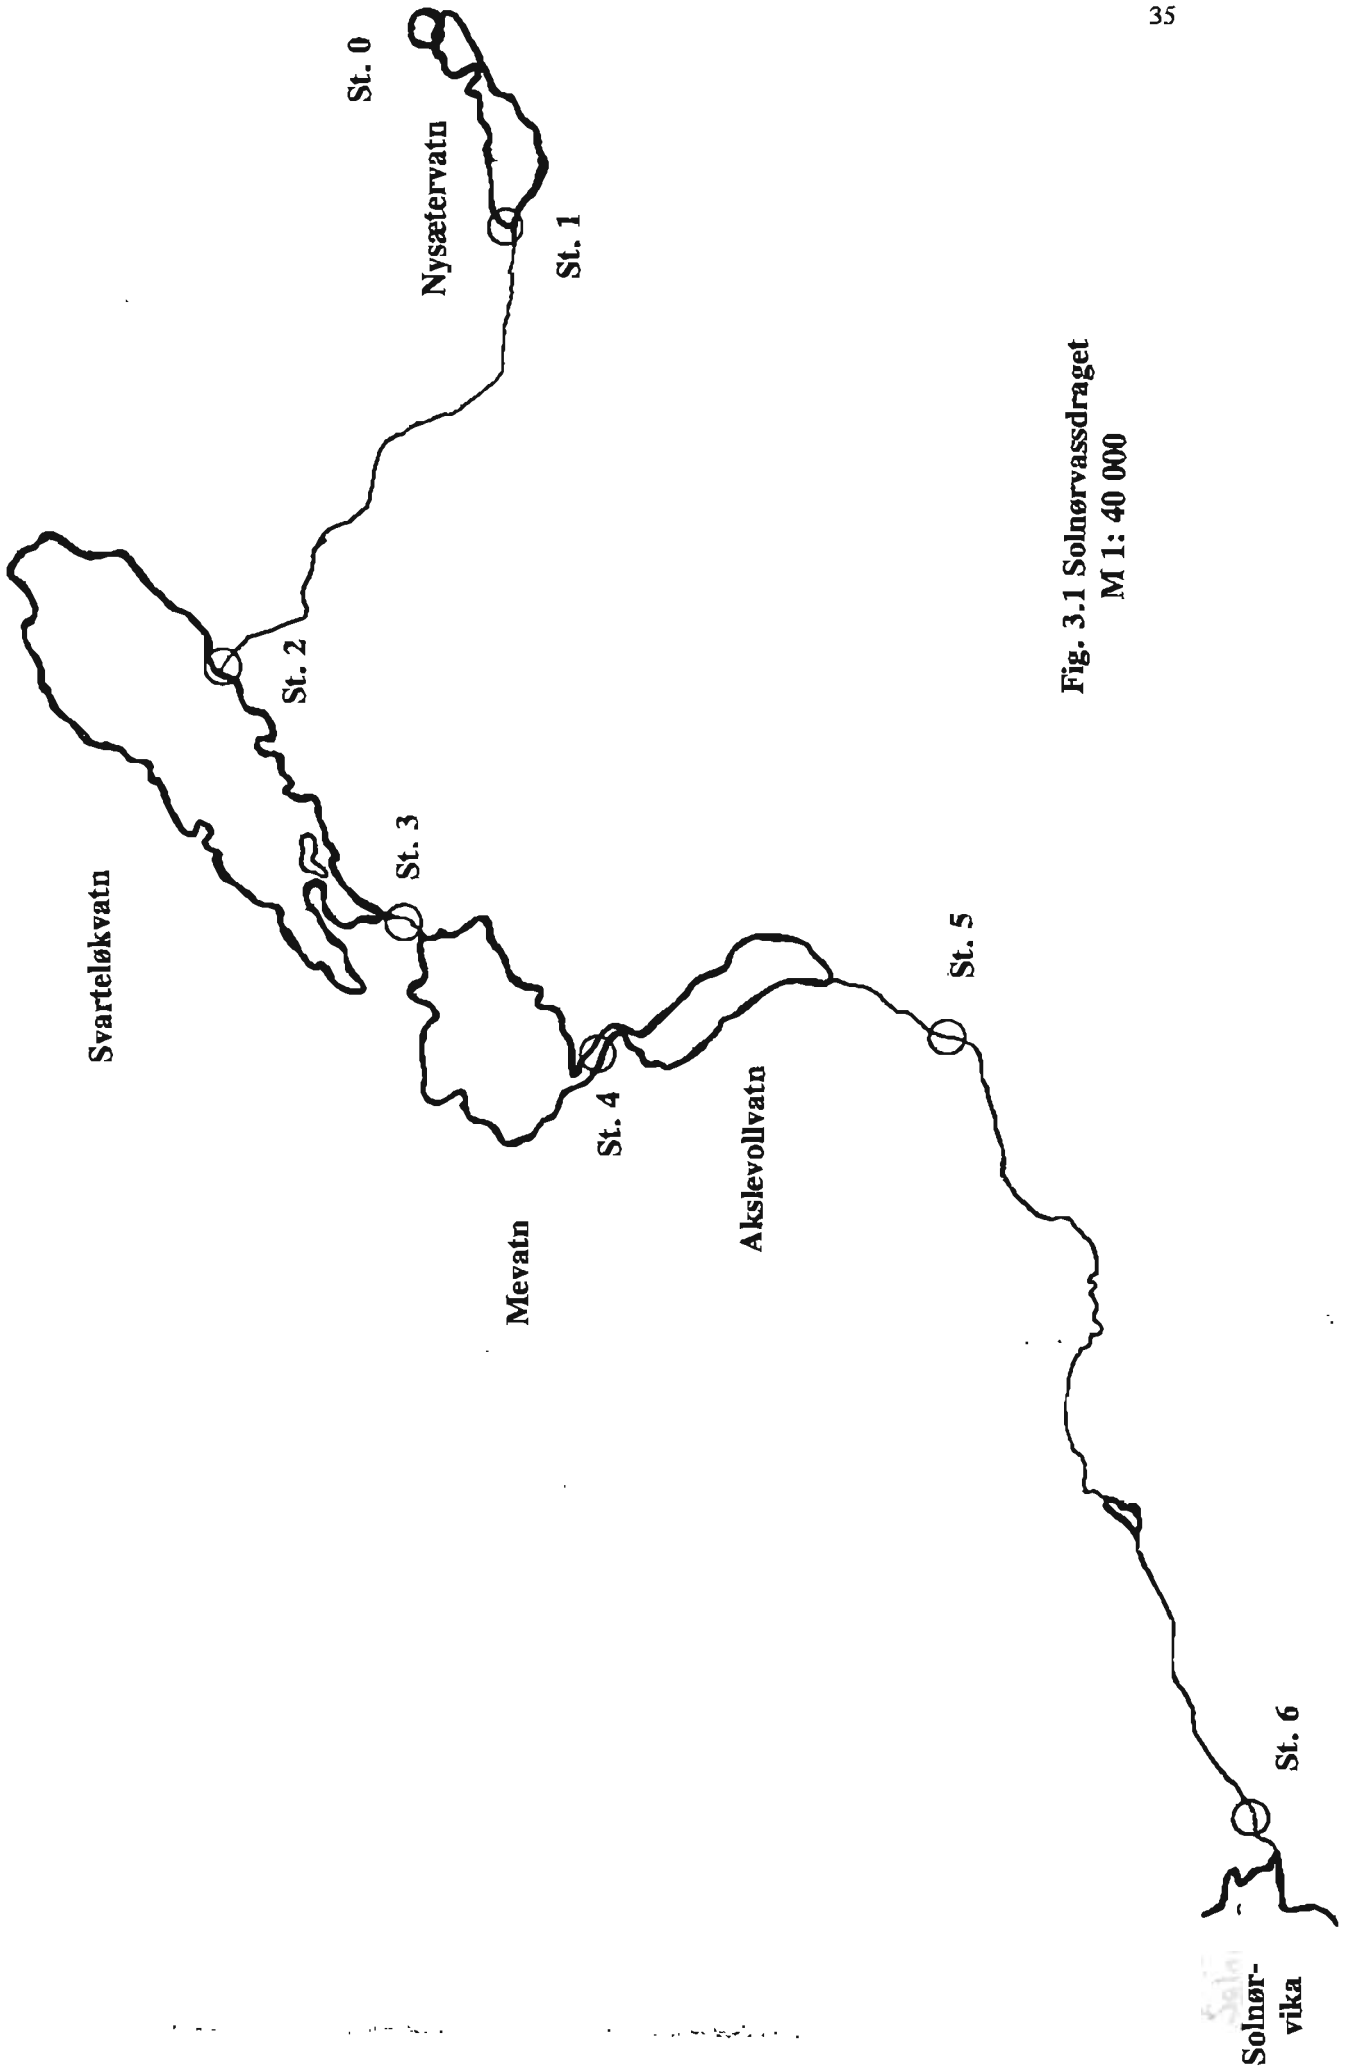 35
St. 0
Nysætervatn
St. 1
St. 2
Svarteløkvatn
St. 3
St. 4
Mevatn
Akslevollvatn
St. 5
St. 6
Solnør-
vika
Fig. 3.1 Solnørvassdraget
M 1: 40 000